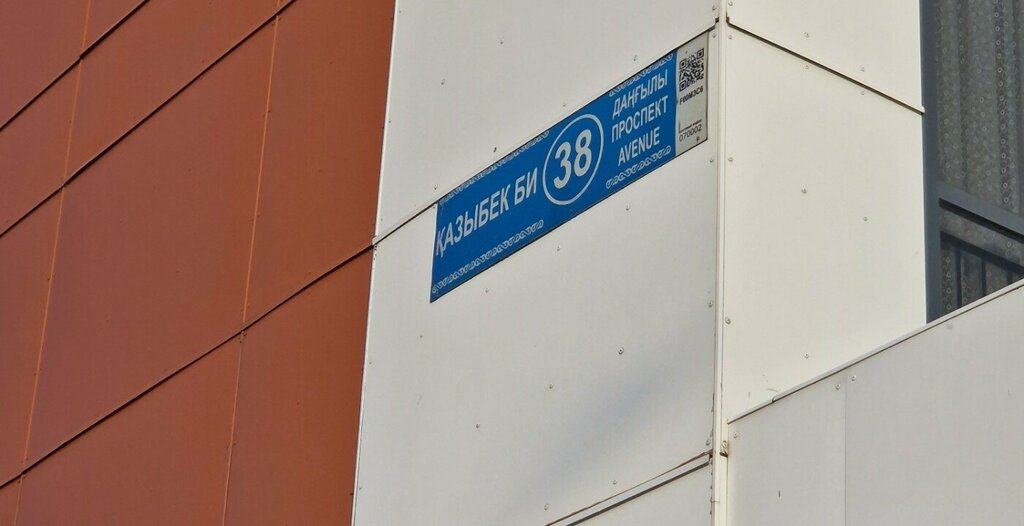 ҚАЗЫБЕК БИ
38
ДАҢҒЫЛЫ
ПРОСПЕКТ
AVENUE
070002